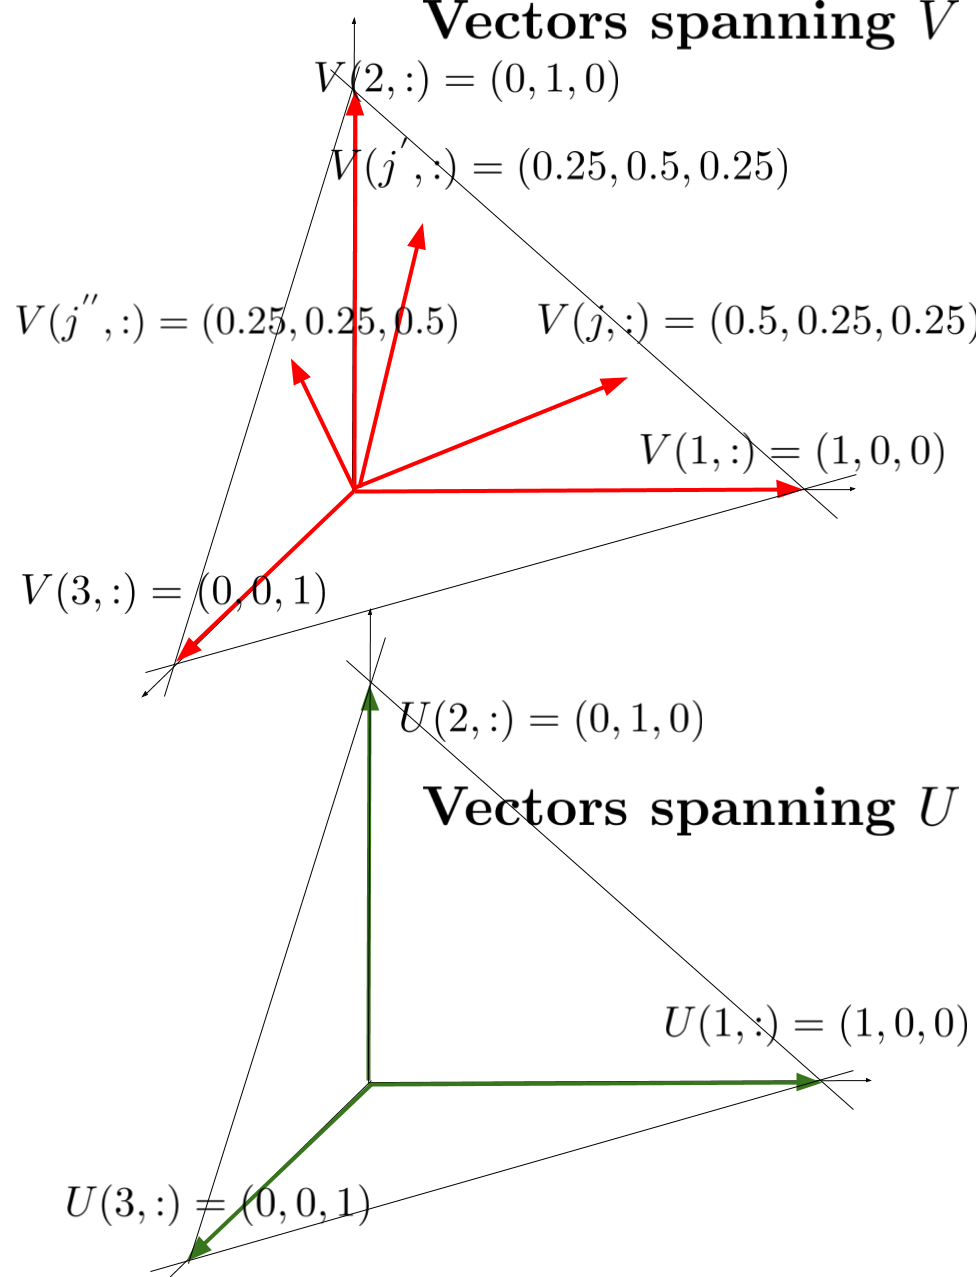 Vectors spanning V
V(2, :) = (0, 1, 0)
V(j′, :) = (0.25, 0.5, 0.25)
V(j′′, :) = (0.25, 0.25, 0.5)
V(j, :) = (0.5, 0.25, 0.25)
V(1, :) = (1, 0, 0)
V(3, :) = (0, 0, 1)
U(2, :) = (0, 1, 0)
Vectors spanning U
U(1, :) = (1, 0, 0)
U(3, :) = (0, 0, 1)